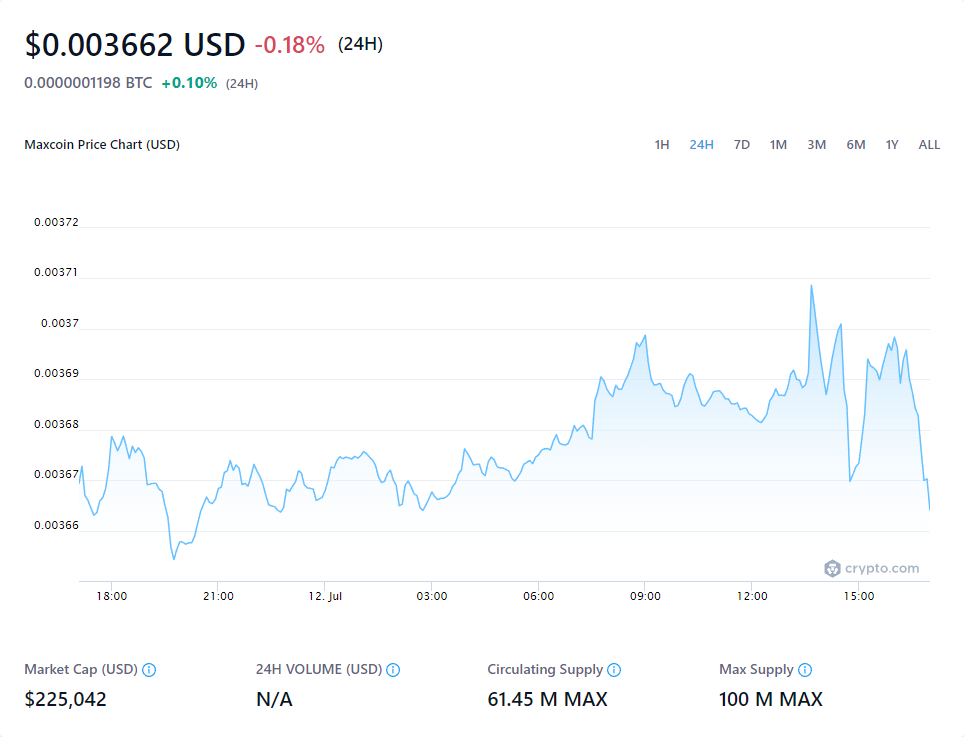 $0.003662 USD -0.18% (24H)
0.0000001198 BTC +0.10% (24H)
Maxcoin Price Chart (USD) 1H 24H 7D 1M 3M 6M 1Y ALL
0.00372
0.00371
0.0037
0.00369
0.00368
0.00367
0.00366
crypto.com
18:00 21:00 12. Jul 03:00 06:00 09:00 12:00 15:00
Market Cap (USD) 24H VOLUME (USD) Circulating Supply Max Supply
$225,042 N/A 61.45 M MAX 100 M MAX